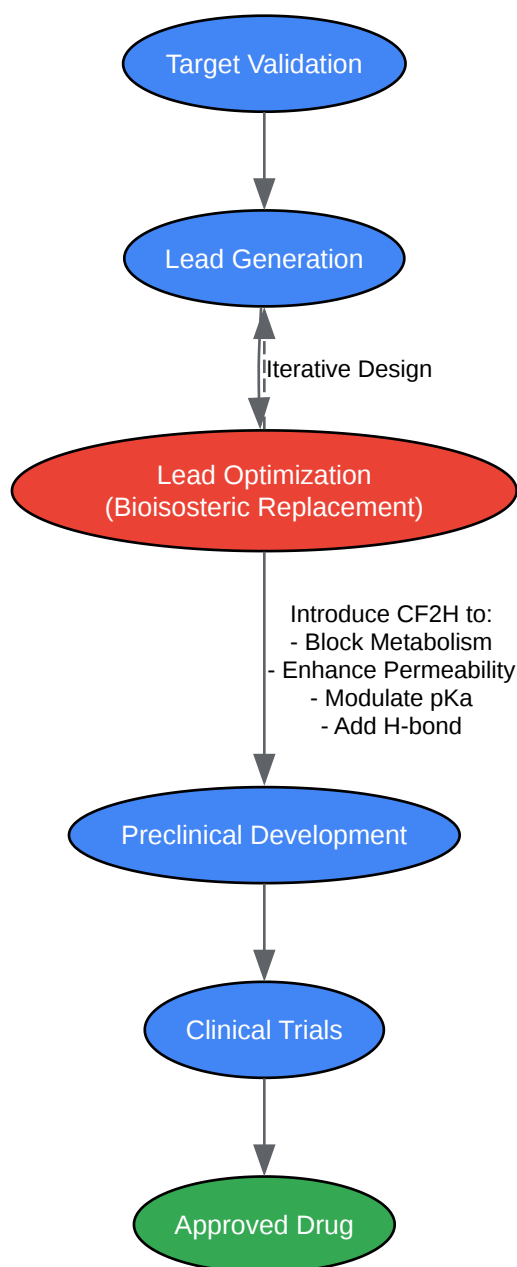 Target Validation
Lead Generation
Iterative Design
Lead Optimization
(Bioisosteric Replacement)
Introduce CF2H to:
- Block Metabolism
- Enhance Permeability
- Modulate pKa
- Add H-bond
Preclinical Development
Clinical Trials
Approved Drug